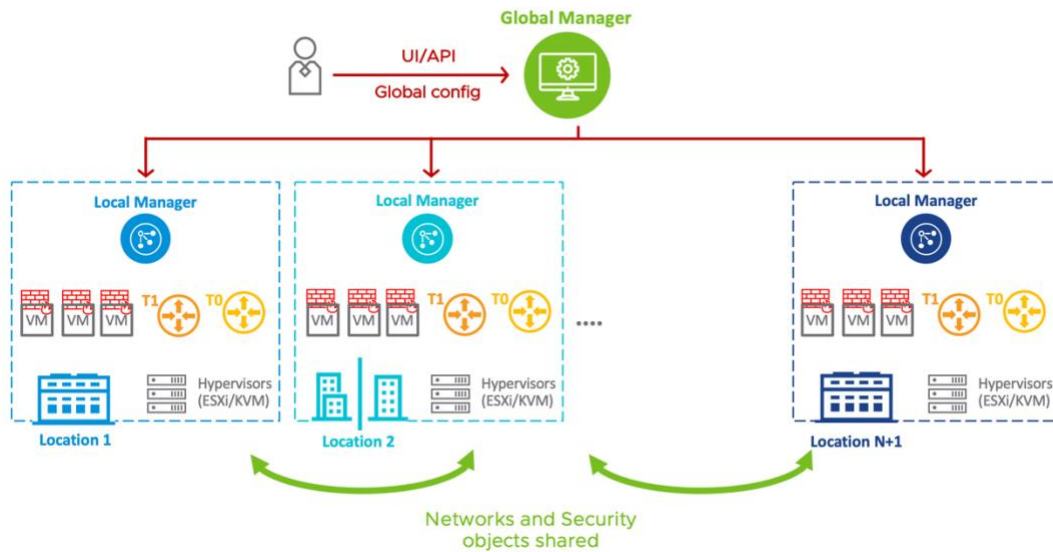 Global Manager
UI/API
Global config
Local Manager
Local Manager
Local Manager
VM VM VM T1 T0
VM VM VM T1 T0
....
VM VM VM T1 T0
Hypervisors
(ESXi/KVM)
Location 1
Hypervisors
(ESXi/KVM)
Location 2
Hypervisors
(ESXi/KVM)
Location N+1
Networks and Security
objects shared